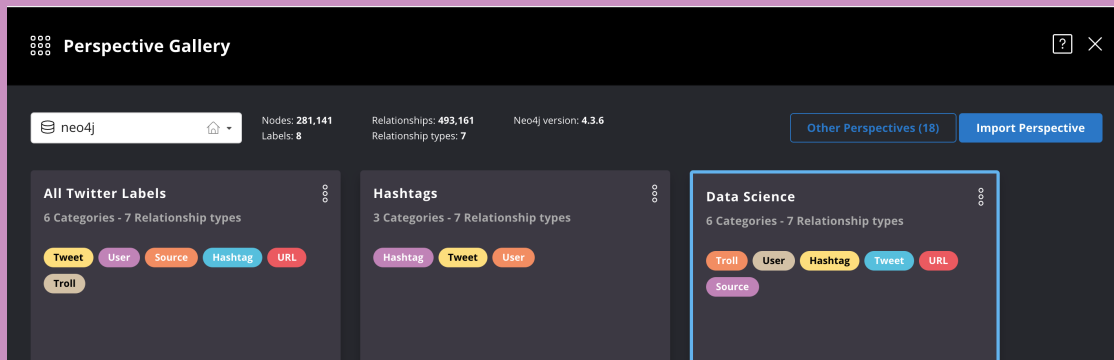 Perspective Gallery
?
neo4j
Nodes: 281,141
Labels: 8
Relationships: 493,161
Relationship types: 7
Neo4j version: 4.3.6
Other Perspectives (18)
Import Perspective
All Twitter Labels
6 Categories - 7 Relationship types
Tweet User Source Hashtag URL
Troll
Hashtags
3 Categories - 7 Relationship types
Hashtag Tweet User
Data Science
6 Categories - 7 Relationship types
Troll User Hashtag Tweet URL
Source